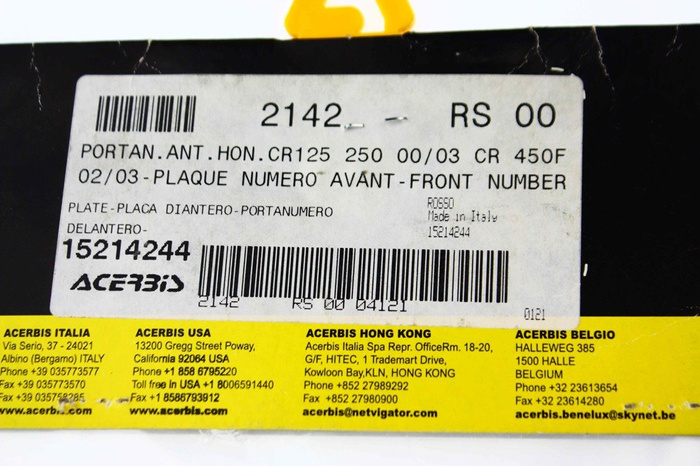 2142 - RS 00
PORTAN.ANT.HON.CR125 250 00/03 CR 450F
02/03-PLAQUE NUMERO AVANT-FRONT NUMBER
PLATE-PLACA DIANTERO-PORTANUMERO
DELANTERO-
ROSSO
Made in Italy
15214244
15214244
ACERBIS
2142 RS 00 04121
0121
ACERBIS ITALIA
Via Serio, 37 - 24021
Albino (Bergamo) ITALY
Fax +39 035773570
Fax +39 035758285
www.acerbis.
ACERBIS USA
13200 Gregg Street Poway,
California 92064 USA
Phone +1 858 6795220
Toll free in USA +1 8006591440
Fax +1 8586793912
www.acerbis.com
ACERBIS HONG KONG
Acerbis Italia Spa Repr. OfficeRm. 18-20,
G/F, HITEC, 1 Trademart Drive,
Kowloon Bay,KLN, HONG KONG
Phone +852 27989292
Fax +852 27980900
acerbis@netvigator.com
ACERBIS BELGIO
HALLEWEG 385
1500 HALLE
BELGIUM
Phone +32 23613654
Fax +32 23614280
acerbis.benelux@skynet.be